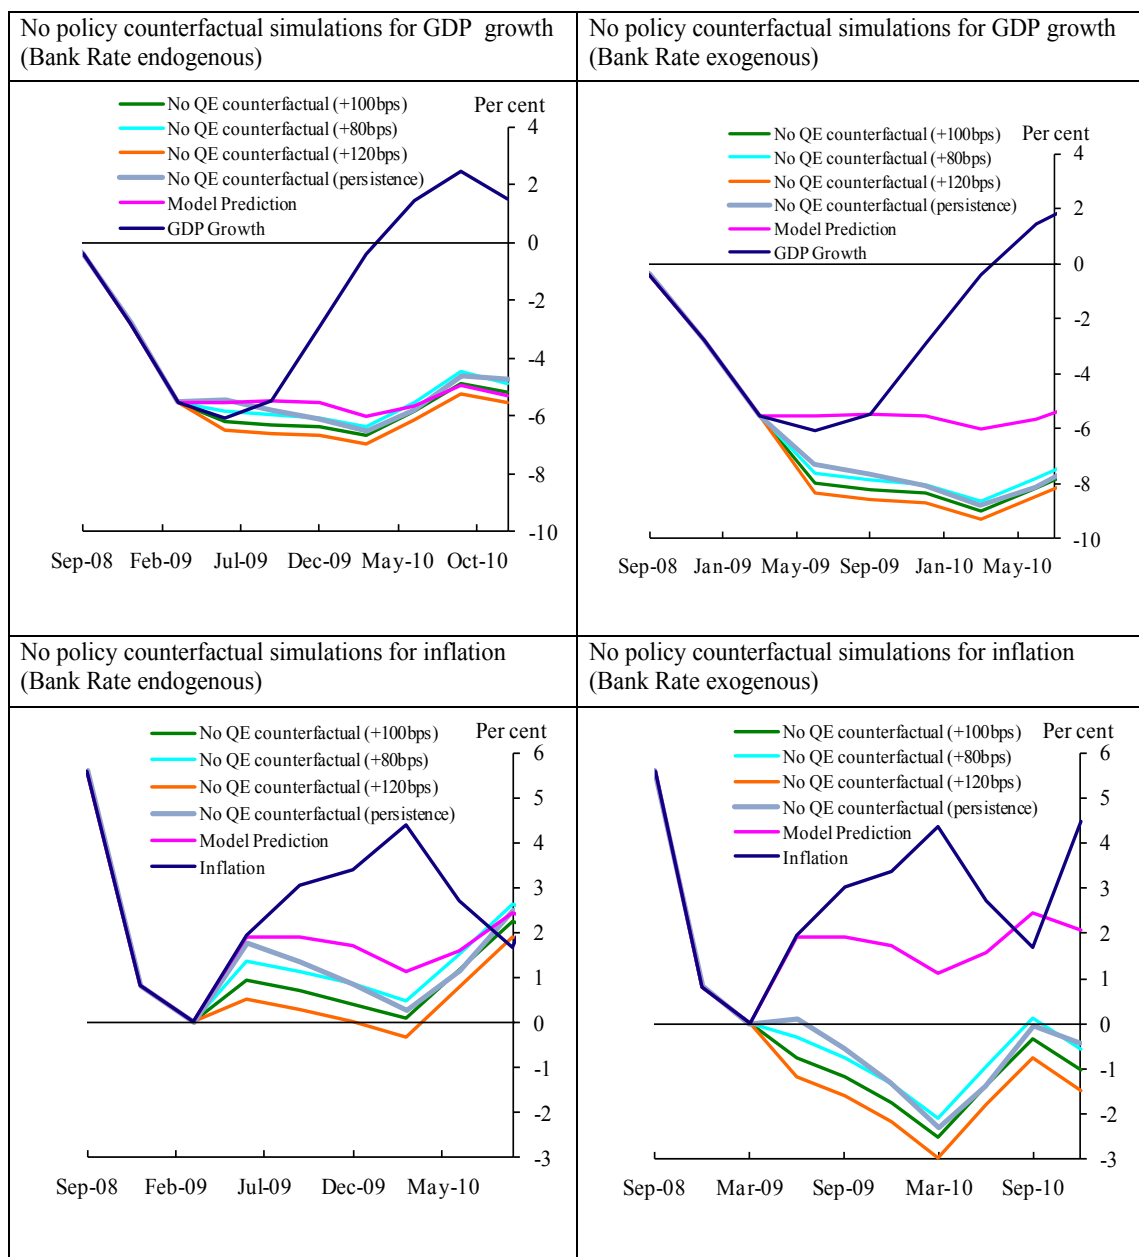 No policy counterfactual simulations for GDP growth
(Bank Rate endogenous)
No QE counterfactual (+100bps)
No QE counterfactual (+80bps)
No QE counterfactual (+120bps)
No QE counterfactual (persistence)
Model Prediction
GDP Growth
Per cent
4
2
0
-2
-4
-6
-8
-10
Sep-08 Feb-09 Jul-09 Dec-09 May-10 Oct-10
No policy counterfactual simulations for GDP growth
(Bank Rate exogenous)
Per cent
No QE counterfactual (+100bps)
No QE counterfactual (+80bps)
No QE counterfactual (+120bps)
No QE counterfactual (persistence)
Model Prediction
GDP Growth
4
2
0
-2
-4
-6
-8
-10
Sep-08 Jan-09 May-09 Sep-09 Jan-10 May-10
No policy counterfactual simulations for inflation
(Bank Rate endogenous)
No QE counterfactual (+100bps)
No QE counterfactual (+80bps)
No QE counterfactual (+120bps)
No QE counterfactual (persistence)
Model Prediction
Inflation
Per cent
6
5
4
3
2
1
0
-1
-2
-3
Sep-08 Feb-09 Jul-09 Dec-09 May-10
No policy counterfactual simulations for inflation
(Bank Rate exogenous)
No QE counterfactual (+100bps)
No QE counterfactual (+80bps)
No QE counterfactual (+120bps)
No QE counterfactual (persistence)
Model Prediction
Inflation
Per cent
6
5
4
3
2
1
0
-1
-2
-3
Sep-08 Mar-09 Sep-09 Mar-10 Sep-10